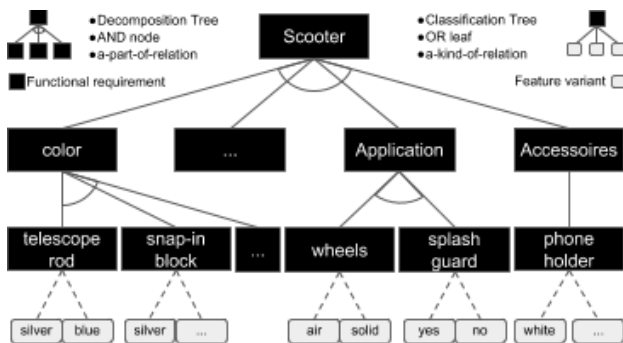 ●Decomposition Tree
●AND node
●a-part-of-relation
Functional requirement
Scooter
●Classification Tree
●OR leaf
●a-kind-of-relation
Feature variant
color
...
Application
Accessoires
telescope
rod
snap-in
block
...
wheels
splash
guard
phone
holder
silver
blue
silver
...
air
solid
yes
no
white
...